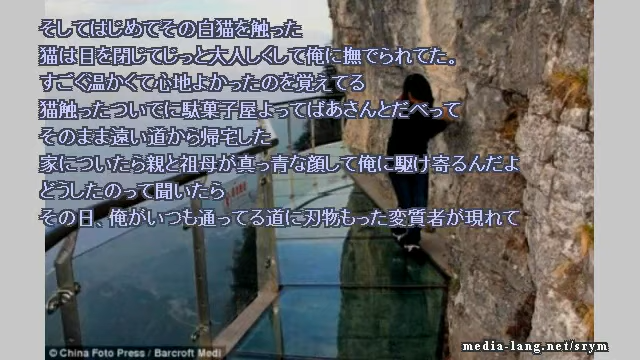 そしてはじめてその白猫を触った
猫は目を閉じてじっと大人しくして俺に撫でられてた。
すごく温かくて心地よかったのを覚えてる
猫触ったついでに駄菓子屋よってばあさんとだべって
そのまま遠い道から帰宅した
家についたら親と祖母が真っ青な顔して俺に駆け寄るんだよ
どうしたのって聞いたら
その日、俺がいつも通ってる道に刃物もった変質者が現れて
© China Foto Press / Barcroft Medi
media-lang.net/srym